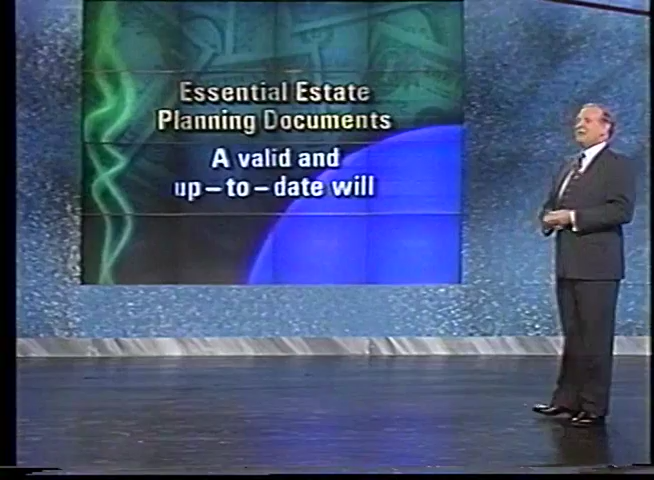 Essential Estate
Planning Documents
A valid and
up-to-date will